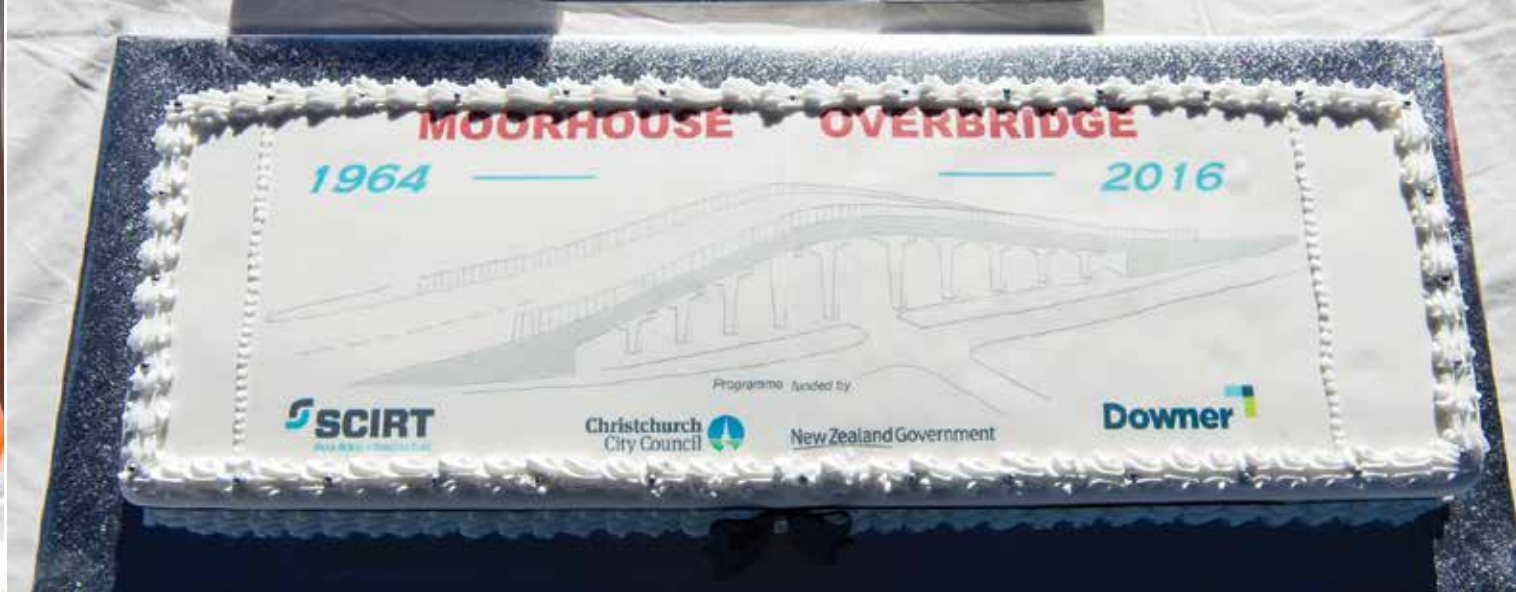 MOORHOUSE OVERBRIDGE
1964
2016
Programme funded by
SCIRT
Christchurch
City Council
New Zealand Government
Downer